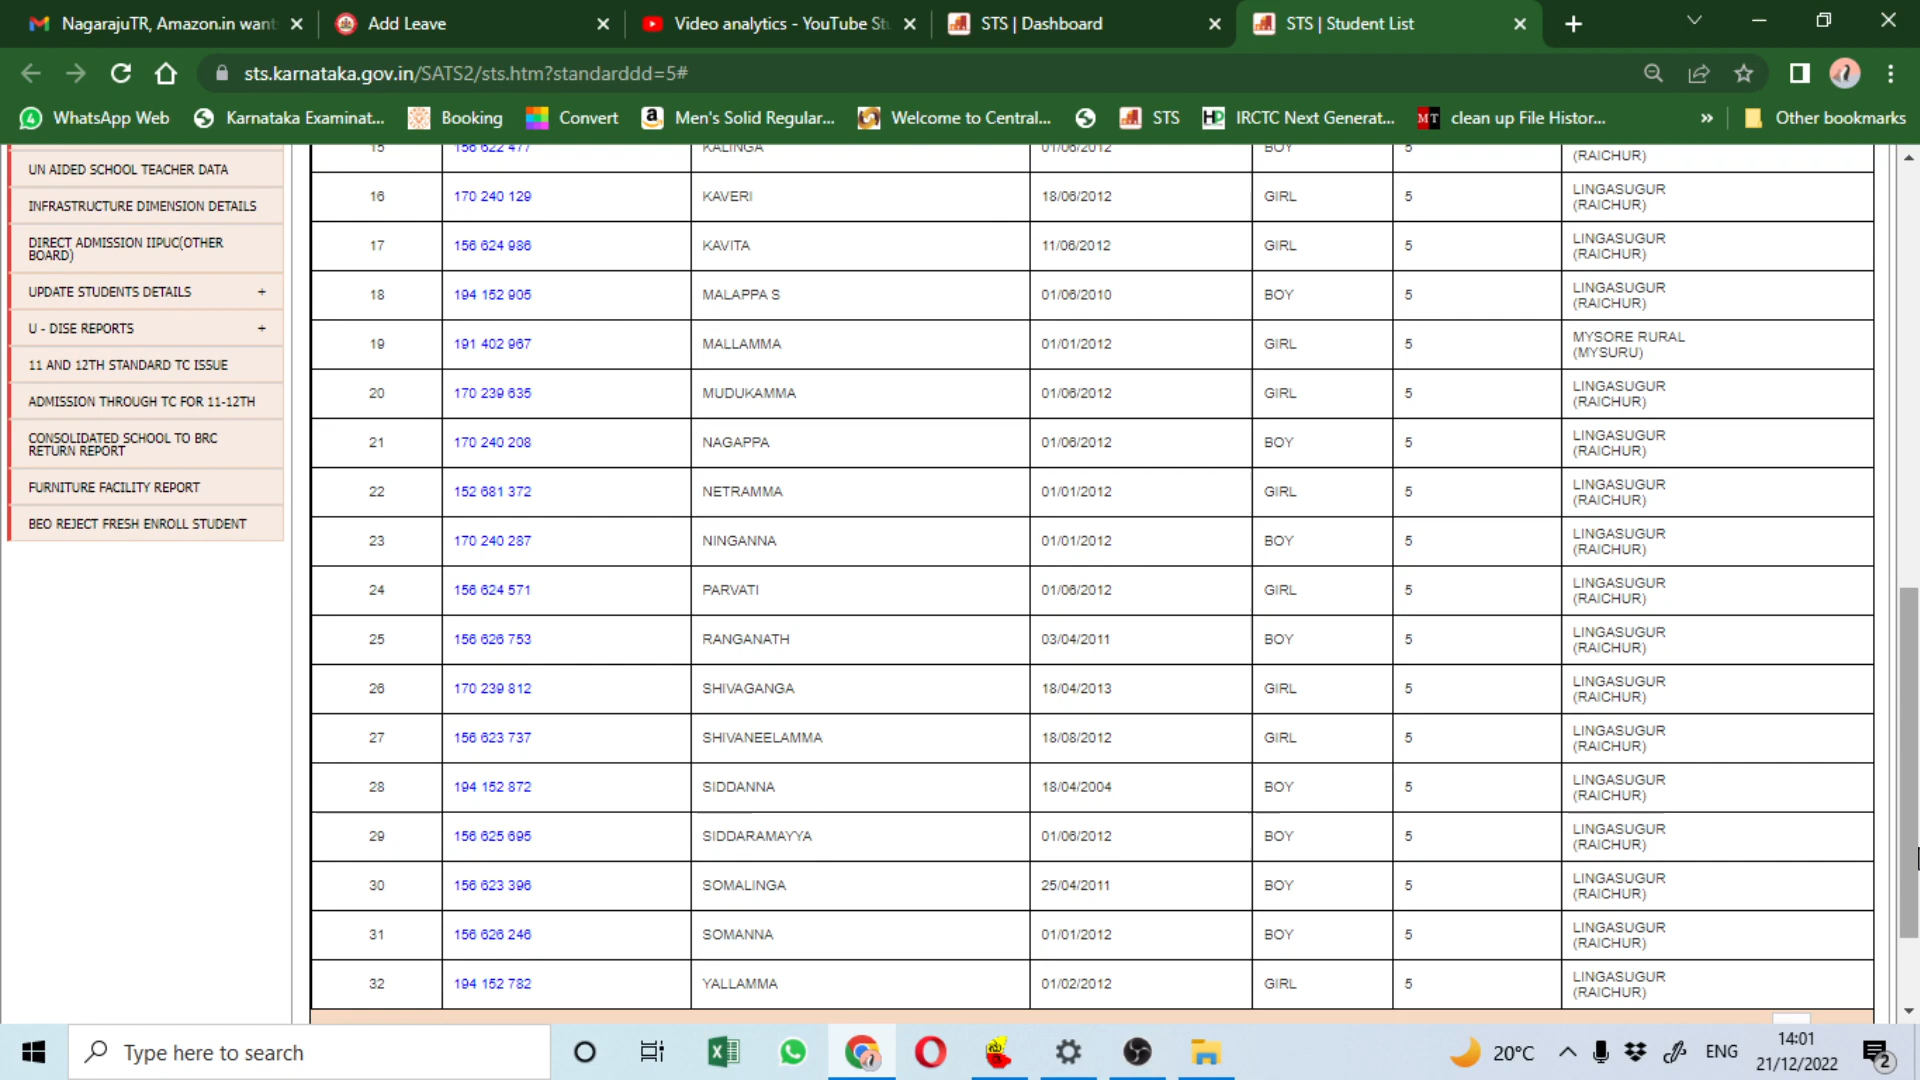 NagarajuTR, Amazon.in want
Add Leave
Video analytics - YouTube St
STS | Dashboard
STS | Student List
sts.karnataka.gov.in/SATS2/sts.htm?standarddd=5#
4 WhatsApp Web
Karnataka Examinat...
Booking
Convert
a Men's Solid Regular...
Welcome to Central...
STS
IRCTC Next Generat...
MT clean up File Histor...
» Other bookmarks
UN AIDED SCHOOL TEACHER DATA
INFRASTRUCTURE DIMENSION DETAILS
DIRECT ADMISSION IIPUC(OTHER
BOARD)
UPDATE STUDENTS DETAILS +
U - DISE REPORTS +
11 AND 12TH STANDARD TC ISSUE
ADMISSION THROUGH TC FOR 11-12TH
CONSOLIDATED SCHOOL TO BRC
RETURN REPORT
FURNITURE FACILITY REPORT
BEO REJECT FRESH ENROLL STUDENT
15 156 622 477 KALINGA 01/06/2012 BOY 5
(RAICHUR)
16 170 240 129 KAVERI 18/06/2012 GIRL 5 LINGASUGUR
(RAICHUR)
17 156 624 986 KAVITA 11/06/2012 GIRL 5 LINGASUGUR
(RAICHUR)
18 194 152 905 MALAPPA S 01/06/2010 BOY 5 LINGASUGUR
(RAICHUR)
19 191 402 967 MALLAMMA 01/01/2012 GIRL 5 MYSORE RURAL
(MYSURU)
20 170 239 635 MUDUKAMMA 01/06/2012 GIRL 5 LINGASUGUR
(RAICHUR)
21 170 240 208 NAGAPPA 01/06/2012 BOY 5 LINGASUGUR
(RAICHUR)
22 152 681 372 NETRAMMA 01/01/2012 GIRL 5 LINGASUGUR
(RAICHUR)
23 170 240 287 NINGANNA 01/01/2012 BOY 5 LINGASUGUR
(RAICHUR)
24 156 624 571 PARVATI 01/06/2012 GIRL 5 LINGASUGUR
(RAICHUR)
25 156 626 753 RANGANATH 03/04/2011 BOY 5 LINGASUGUR
(RAICHUR)
26 170 239 812 SHIVAGANGA 18/04/2013 GIRL 5 LINGASUGUR
(RAICHUR)
27 156 623 737 SHIVANEELAMMA 18/08/2012 GIRL 5 LINGASUGUR
(RAICHUR)
28 194 152 872 SIDDANNA 18/04/2004 BOY 5 LINGASUGUR
(RAICHUR)
29 156 625 695 SIDDARAMAYYA 01/06/2012 BOY 5 LINGASUGUR
(RAICHUR)
30 156 623 396 SOMALINGA 25/04/2011 BOY 5 LINGASUGUR
(RAICHUR)
31 156 626 246 SOMANNA 01/01/2012 BOY 5 LINGASUGUR
(RAICHUR)
32 194 152 782 YALLAMMA 01/02/2012 GIRL 5 LINGASUGUR
(RAICHUR)
Type here to search
20°C
ENG
14:01
21/12/2022
2